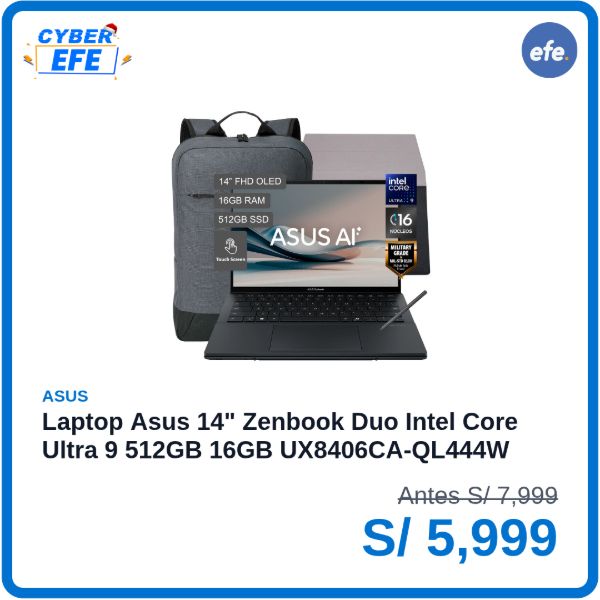 CYBER
EFE
efe.
14" FHD OLED
16GB RAM
512GB SSD
Touch Screen
ASUS AI
intel
CORE
ULTRA 9
16
NÚCLEOS
MILITARY
GRADE
ASUS
Laptop Asus 14" Zenbook Duo Intel Core
Ultra 9 512GB 16GB UX8406CA-QL444W
Antes S/ 7,999
S/ 5,999